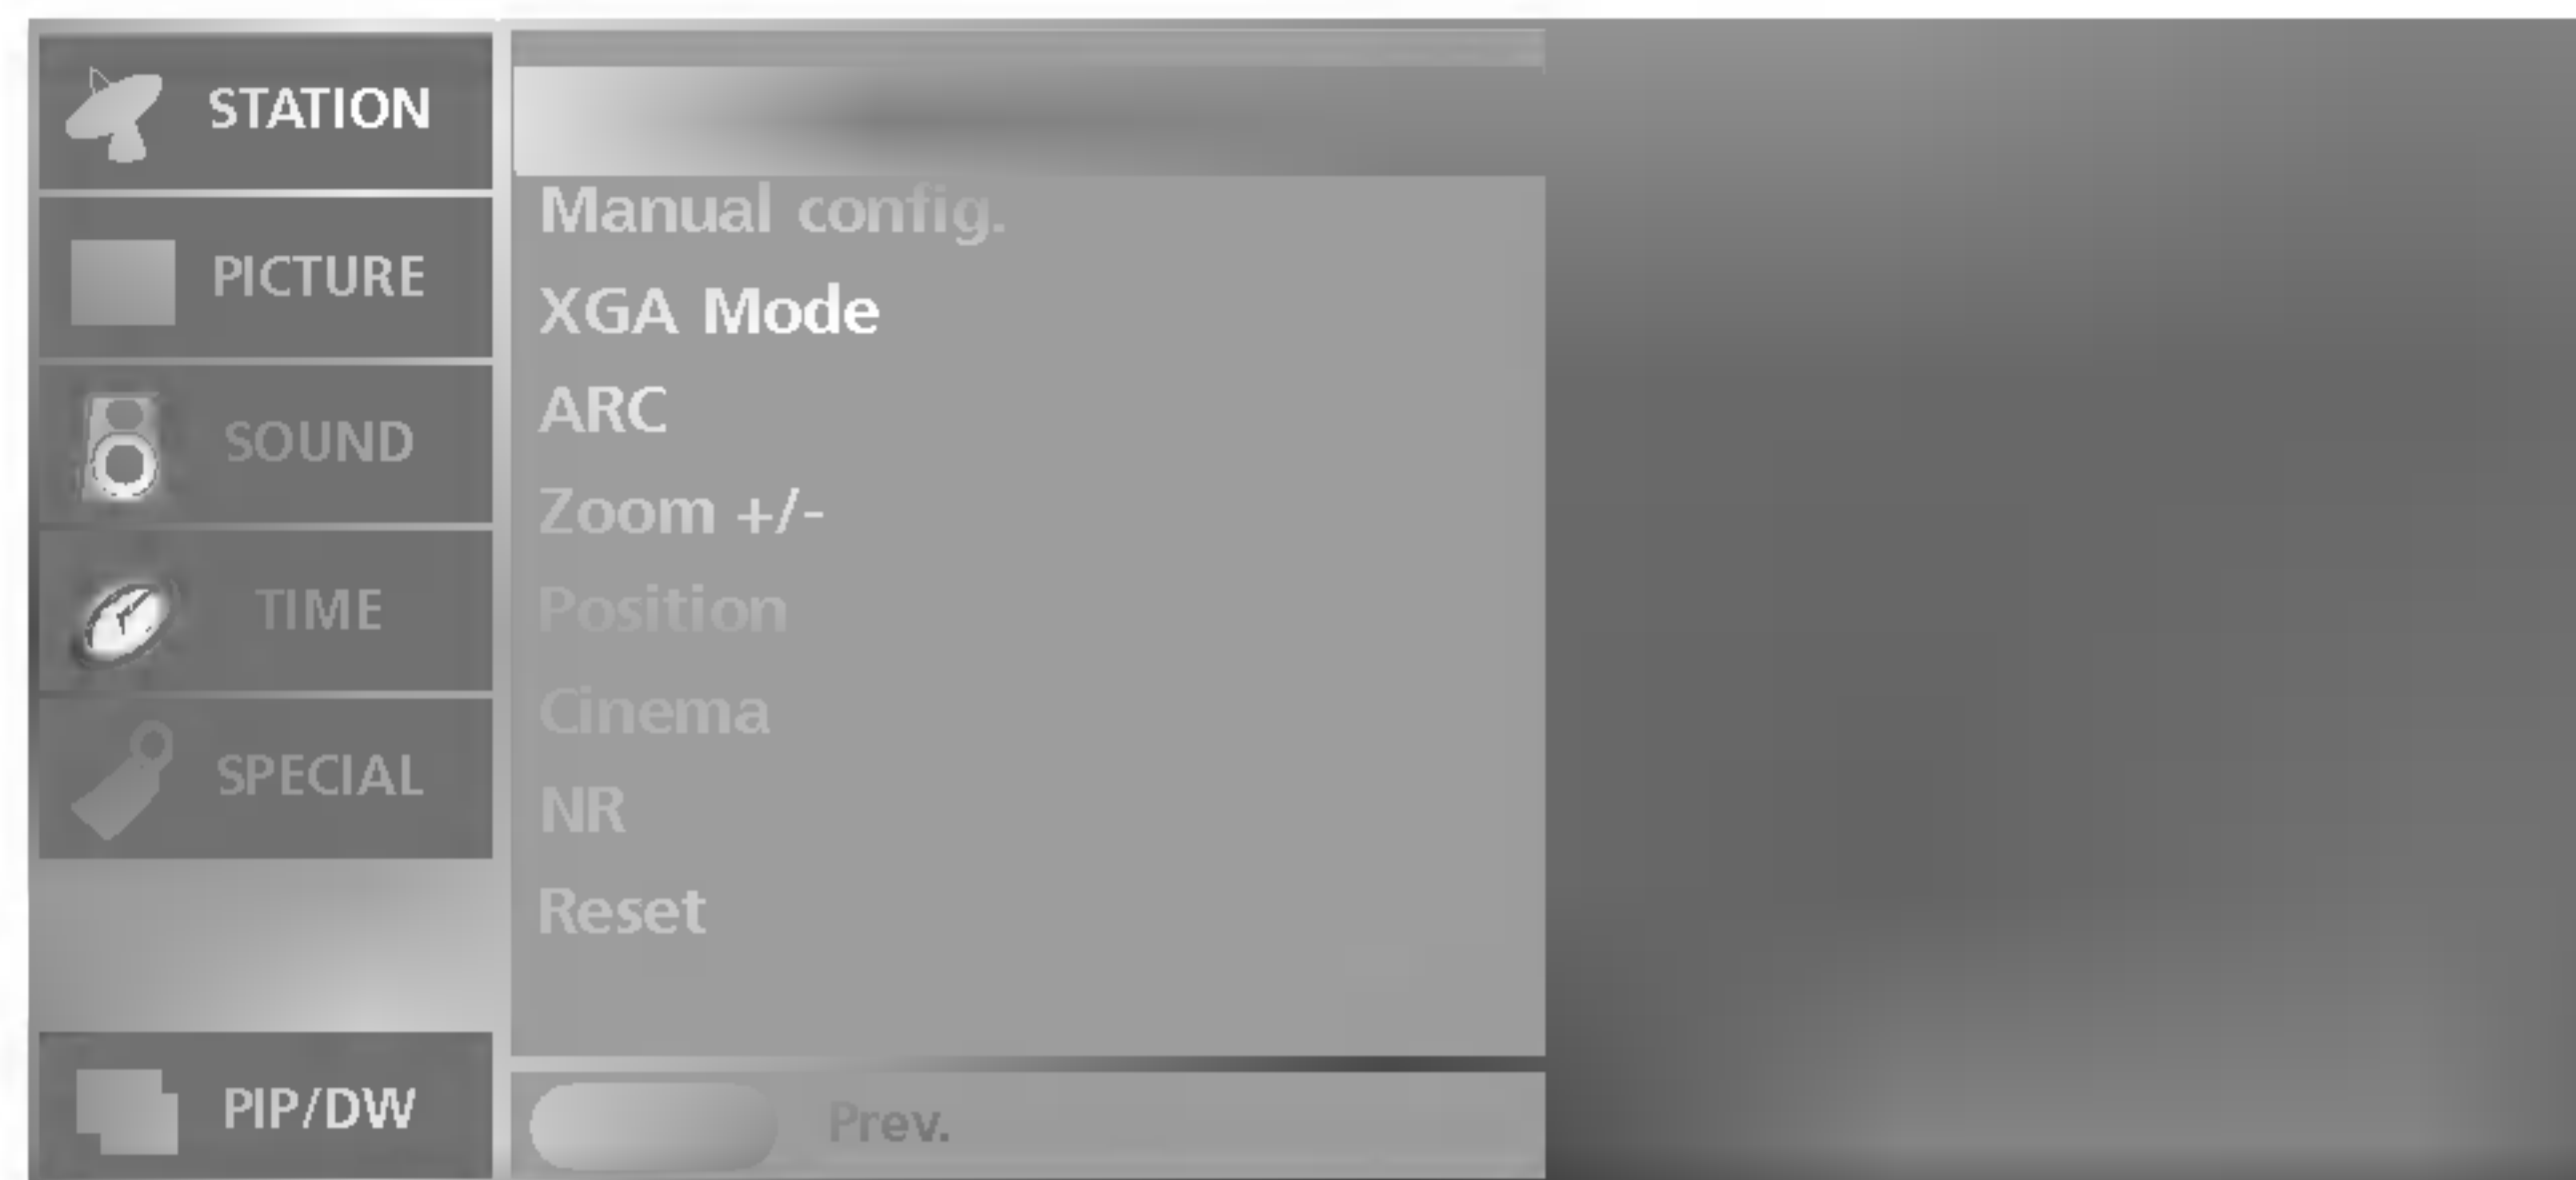 STATION
PICTURE
SOUND
TIME
SPECIAL
PIP/DW
Manual config.
XGA Mode
ARC
Zoom +/-
Position
Cinema
NR
Reset
Prev.